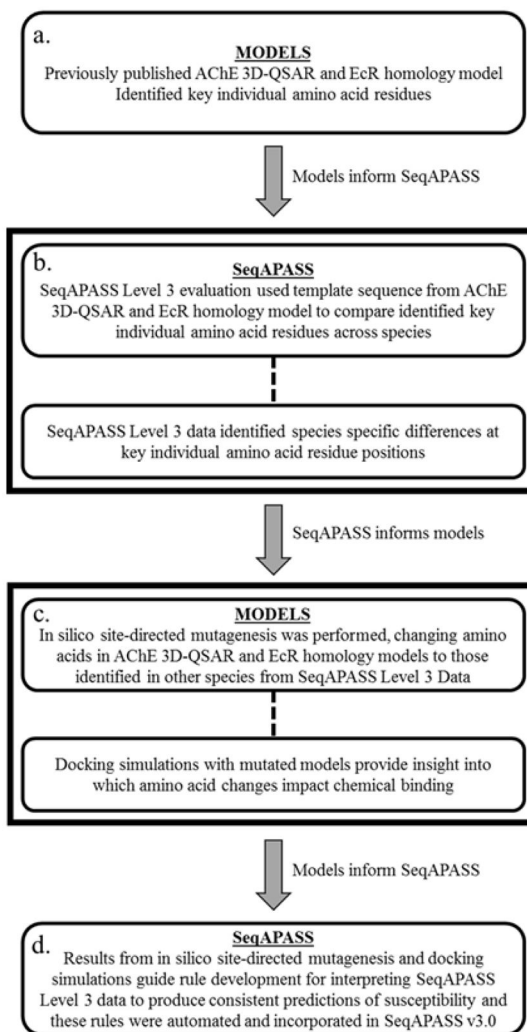 a.
MODELS
Previously published AChE 3D-QSAR and EcR homology model
Identified key individual amino acid residues
Models inform SeqAPASS
b.
SeqAPASS
SeqAPASS Level 3 evaluation used template sequence from AChE
3D-QSAR and EcR homology model to compare identified key
individual amino acid residues across species
SeqAPASS Level 3 data identified species specific differences at
key individual amino acid residue positions
SeqAPASS informs models
c.
MODELS
In silico site-directed mutagenesis was performed, changing amino
acids in AChE 3D-QSAR and EcR homology models to those
identified in other species from SeqAPASS Level 3 Data
Docking simulations with mutated models provide insight into
which amino acid changes impact chemical binding
Models inform SeqAPASS
d.
SeqAPASS
Results from in silico site-directed mutagenesis and docking
simulations guide rule development for interpreting SeqAPASS
Level 3 data to produce consistent predictions of susceptibility and
these rules were automated and incorporated in SeqAPASS v3.0